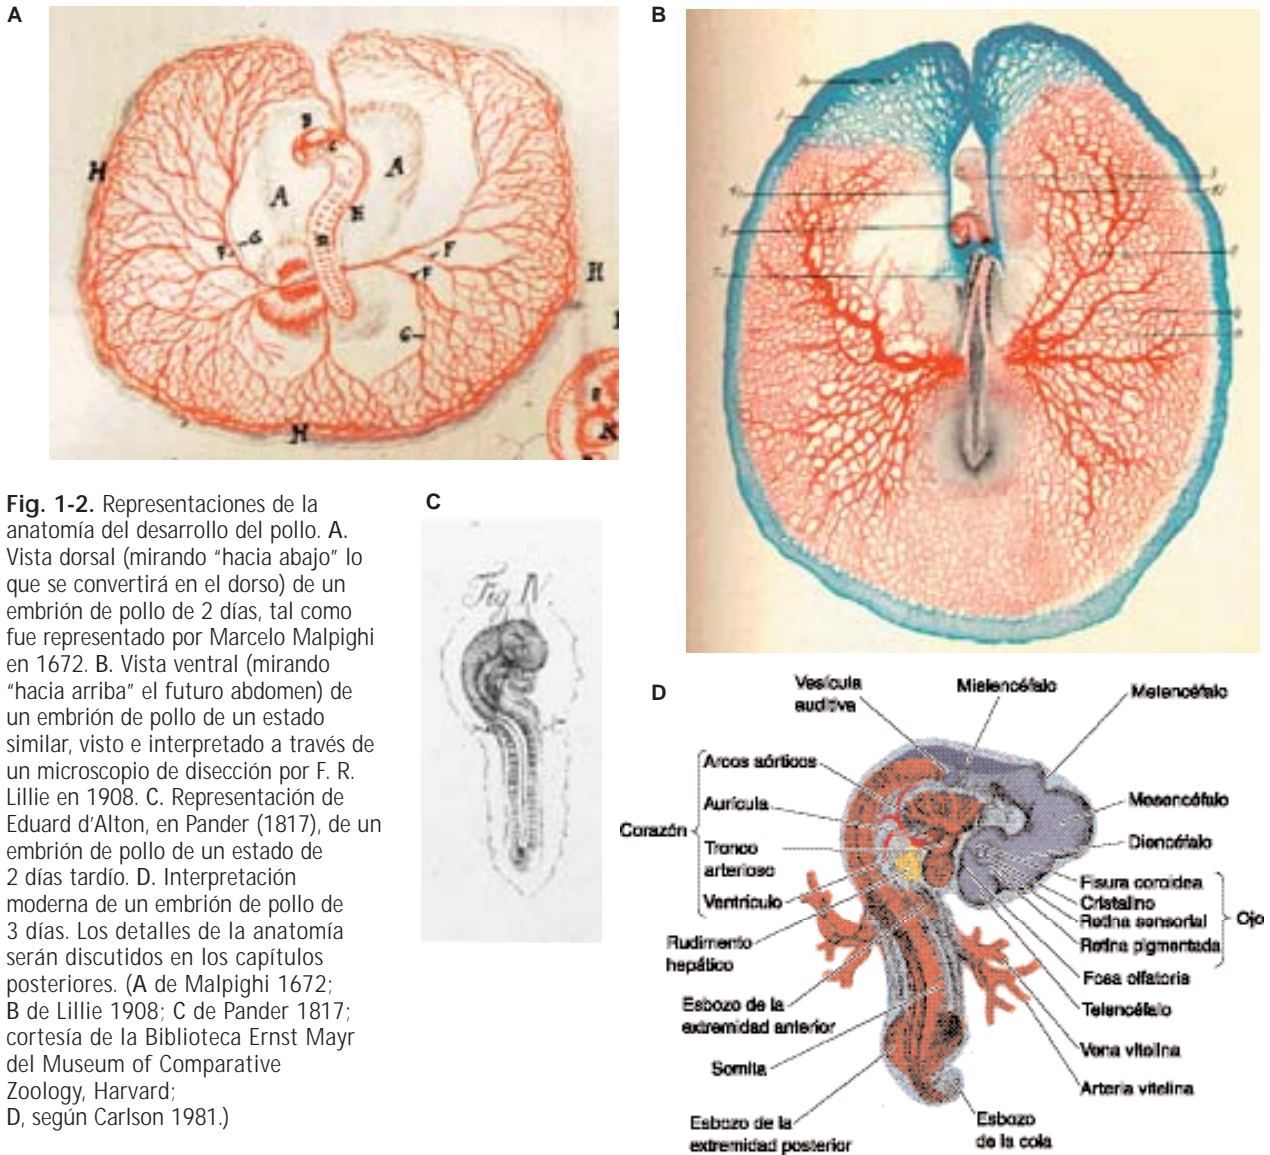 A
B
H
A
A
E
F
G
F
F
H
G
H
Fig. 1-2. Representaciones de la
anatomía del desarrollo del pollo. A.
Vista dorsal (mirando "hacia abajo" lo
que se convertirá en el dorso) de un
embrión de pollo de 2 días, tal como
fue representado por Marcelo Malpighi
en 1672. B. Vista ventral (mirando
"hacia arriba" el futuro abdomen) de
un embrión de pollo de un estado
similar, visto e interpretado a través de
un microscopio de disección por F. R.
Lillie en 1908. C. Representación de
Eduard d'Alton, en Pander (1817), de un
embrión de pollo de un estado de
2 días tardío. D. Interpretación
moderna de un embrión de pollo de
3 días. Los detalles de la anatomía
serán discutidos en los capítulos
posteriores. (A de Malpighi 1672;
B de Lillie 1908; C de Pander 1817;
cortesía de la Biblioteca Ernst Mayr
del Museum of Comparative
Zoology, Harvard;
D, según Carlson 1981.)
C
Fig IV.
D
Vesícula
auditiva
Mielencéfalo
Metencéfalo
Arcos aórticos
Aurícula
Corazón
Tronco
arterioso
Ventrículo
Rudimento
hepático
Esbozo de la
extremidad anterior
Somita
Esbozo de la
extremidad posterior
Mesencéfalo
Diencéfalo
Fisura coroidea
Cristalino
Retina sensorial
Ojo
Retina pigmentada
Fosa olfatoria
Telencéfalo
Vena vitelina
Arteria vitelina
Esbozo
de la cola